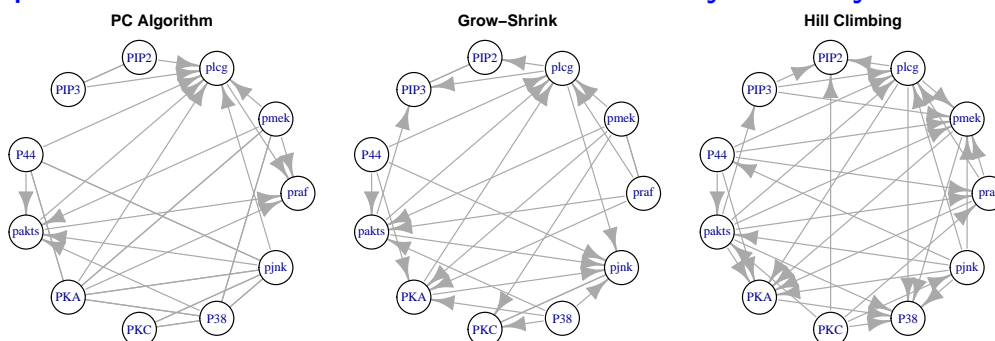 PC Algorithm
PIP2
plcg
PIP3
pmek
P44
praf
pakts
pjnk
PKA
P38
PKC
Grow–Shrink
PIP2
plcg
PIP3
pmek
P44
praf
pakts
pjnk
PKA
P38
PKC
Hill Climbing
PIP2
plcg
PIP3
pmek
P44
pra
pakts
pjnk
PKA
P38
PKC